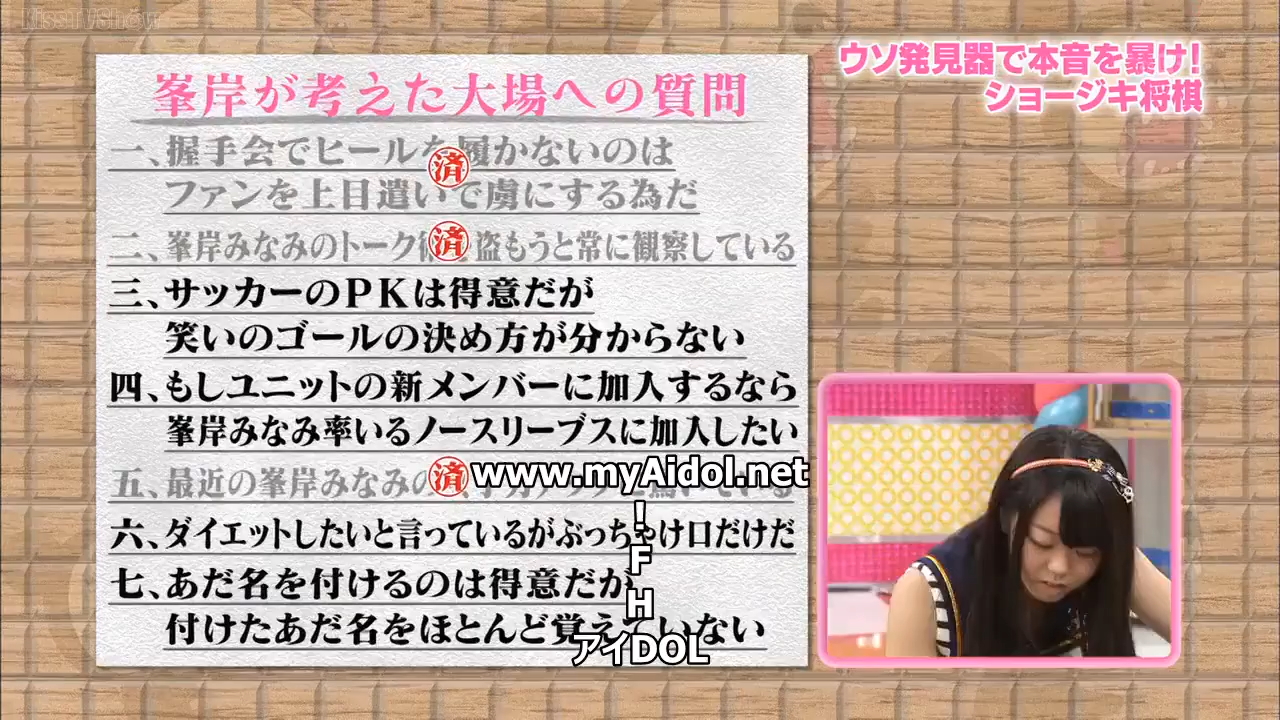 KissTVShow
ウソ発見器で本音を暴け!
ショージキ将棋
峯岸が考えた大場への質問
一、握手会でヒールを履かないのは
ファンを上目遣いで虜にする為だ
済
二、峯岸みなみのトーク術 盗もうと常に観察している
済
三、サッカーのPKは得意だが
笑いのゴールの決め方が分からない
四、もしユニットの新メンバーに加入するなら
峯岸みなみ率いるノースリーブスに加入したい
五、最近の峯岸みなみの
済
www.myAidol.net
六、ダイエットしたいと言っているがぶっちゃけ口だけだ
七、あだ名を付けるのは得意だが
付けたあだ名をほとんど覚えていない
!
F
H
アイDOL